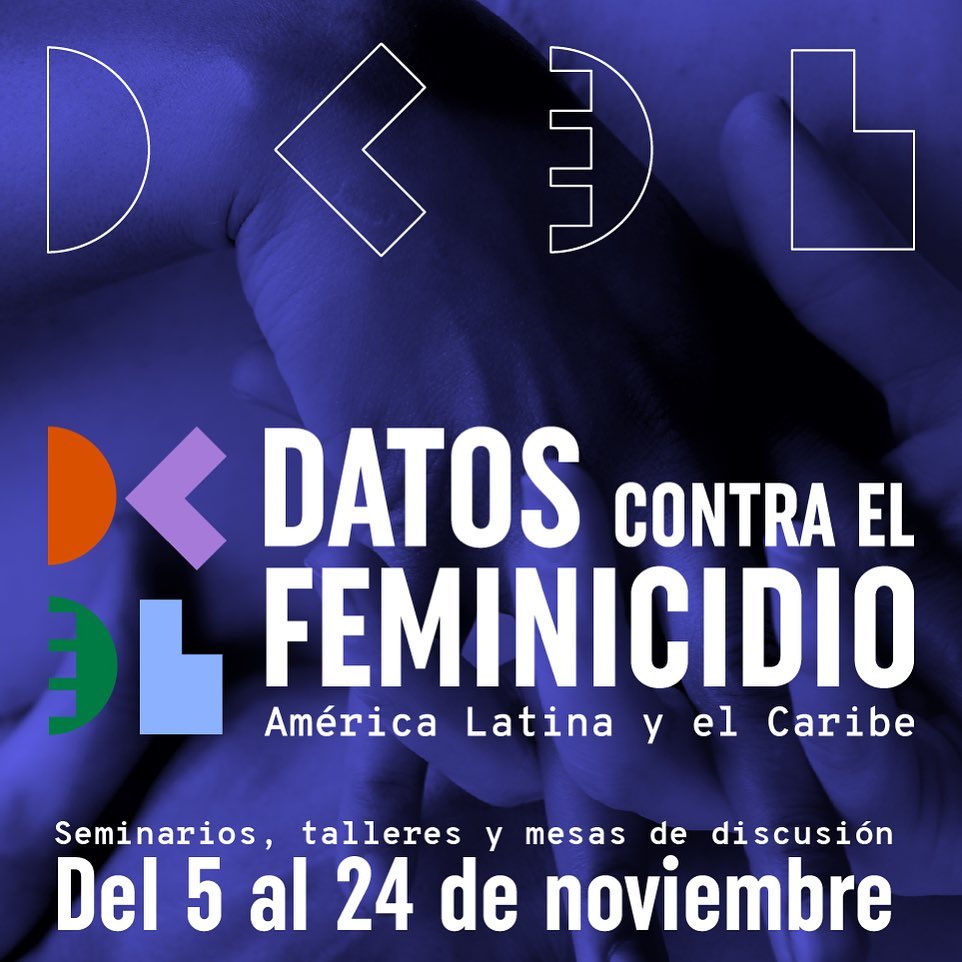 DATOS CONTRA EL
FEMINICIDIO
América Latina y el Caribe
Seminarios, talleres y mesas de discusión
Del 5 al 24 de noviembre